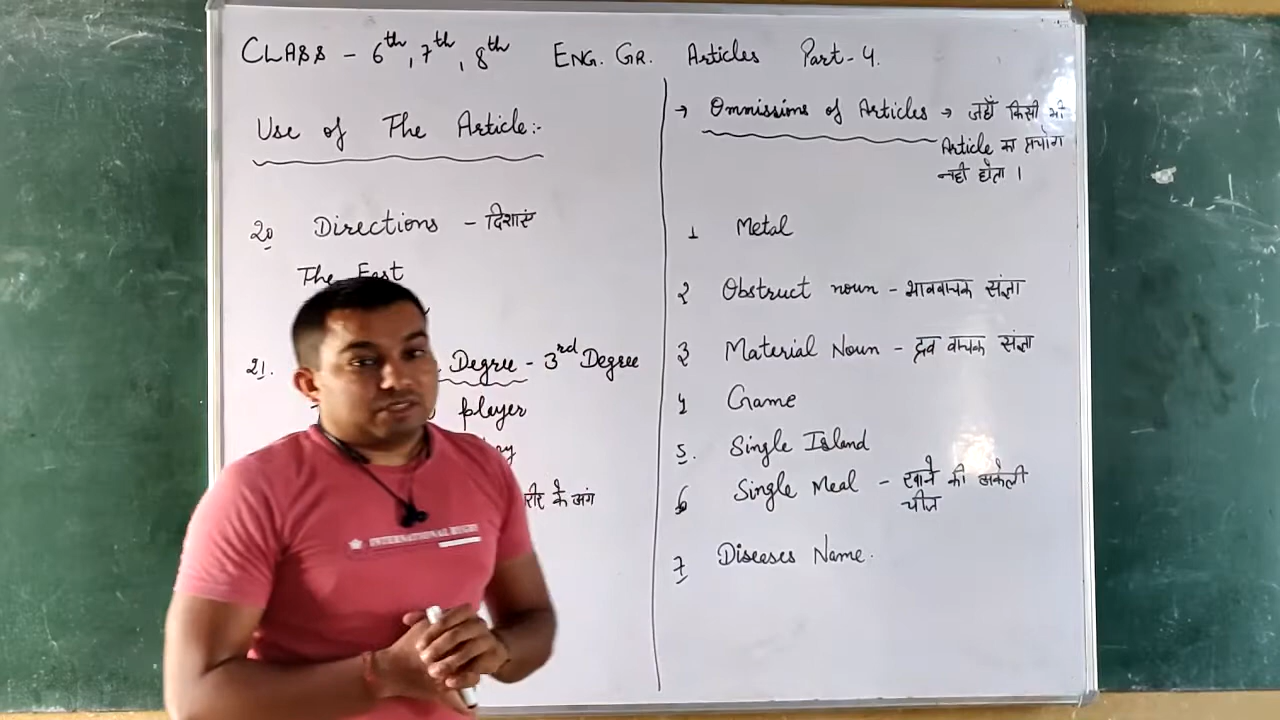 CLASS - 6th, 7th, 8th ENG. GR. Articles Part-4.
Use of The Article:-
20 Directions - दिशाएं
The East
21. Degree - 3rd Degree
player
रीर के अंग
→ Ommissions of Articles → जहाँ किसी भी
Article का प्रयोग
नही होता ।
1 Metal
2 Obstruct noun - भाववाचक संज्ञा
3 Material Noun - द्रव वाचक संज्ञा
4 Game
5. Single Island
6 Single Meal - खाने की अकेली
चीज
7 Diseases Name.
INTERNATIONAL